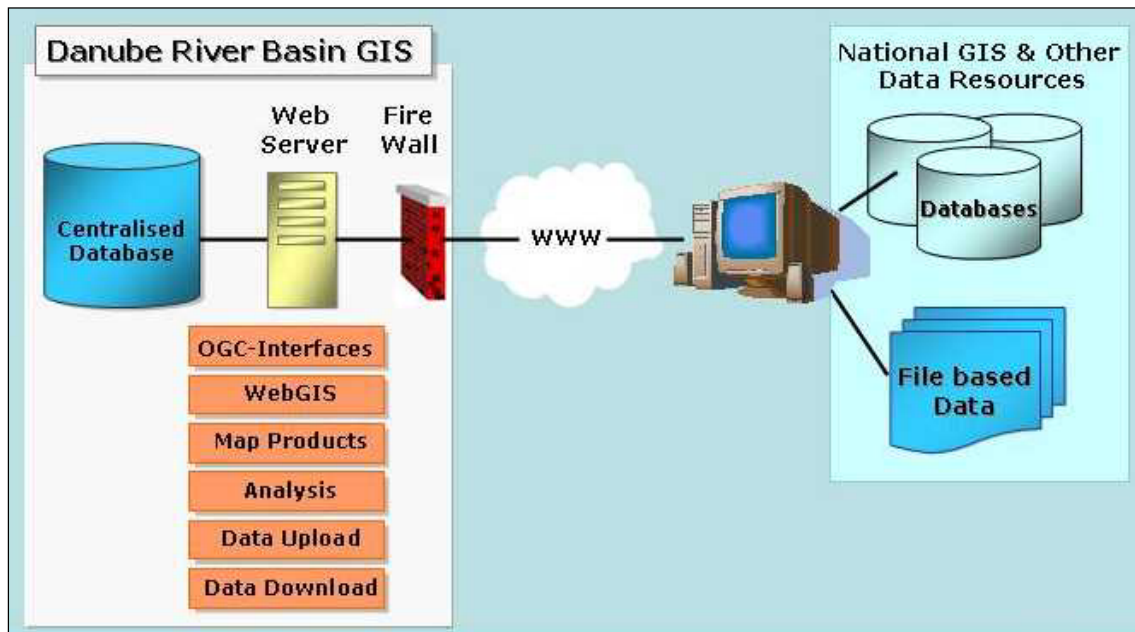 Danube River Basin GIS
Web
Server
Fire
Wall
Centralised
Database
OGC-Interfaces
WebGIS
Map Products
Analysis
Data Upload
Data Download
WWW
National GIS & Other
Data Resources
Databases
File based
Data